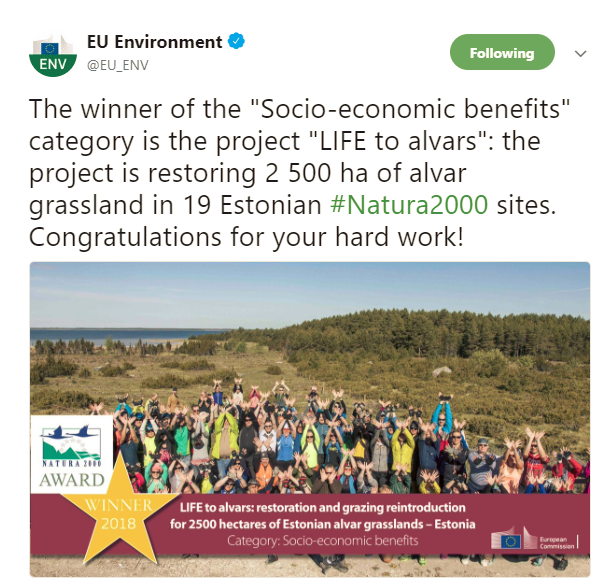 EU Environment
@EU_ENV
ENV
Following
The winner of the "Socio-economic benefits"
category is the project "LIFE to alvars": the
project is restoring 2 500 ha of alvar
grassland in 19 Estonian #Natura2000 sites.
Congratulations for your hard work!
NATURA 2000
AWARD
WINNER
2018
LIFE to alvars: restoration and grazing reintroduction
for 2500 hectares of Estonian alvar grasslands – Estonia
Category: Socio-economic benefits
European
Commission